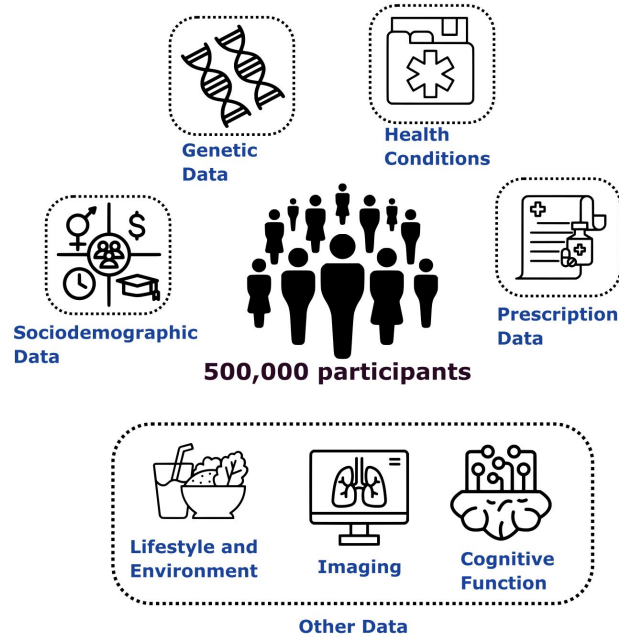 Genetic
Data
Health
Conditions
Sociodemographic
Data
$
Prescription
Data
500,000 participants
Lifestyle and
Environment
Imaging
Cognitive
Function
Other Data